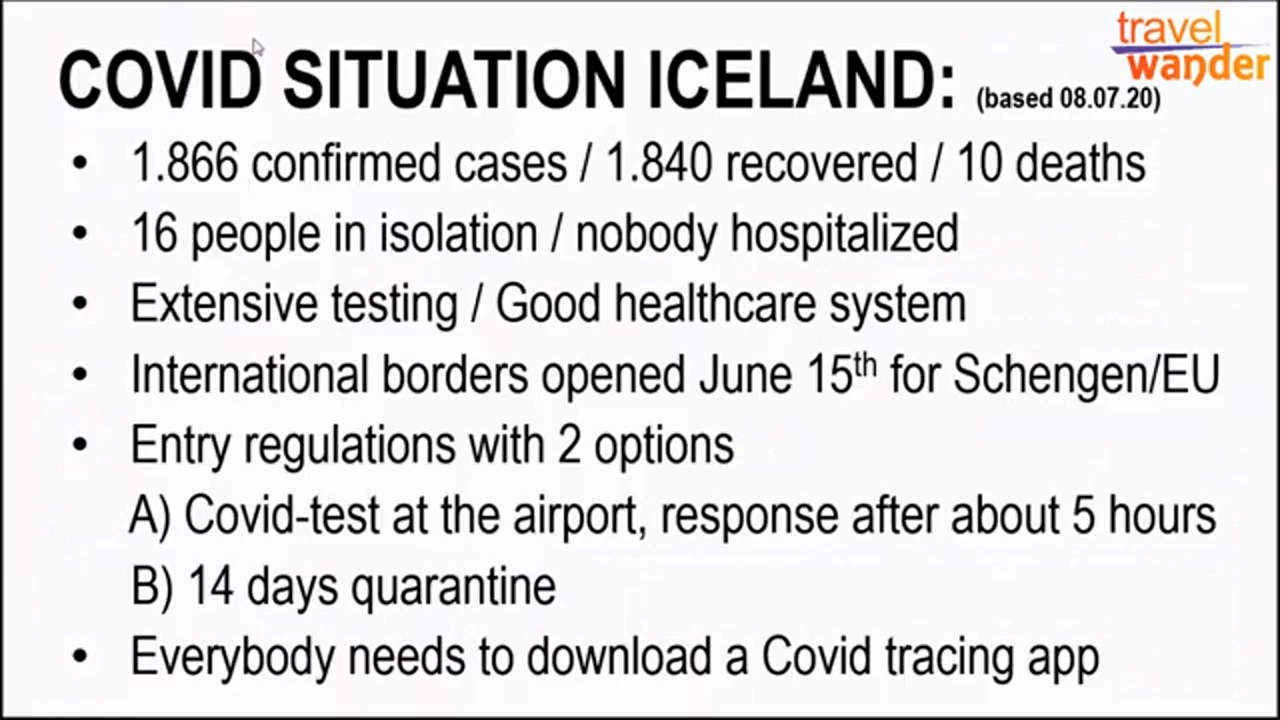 travel
wander
COVID SITUATION ICELAND: (based 08.07.20)
• 1.866 confirmed cases / 1.840 recovered / 10 deaths
• 16 people in isolation / nobody hospitalized
• Extensive testing / Good healthcare system
• International borders opened June 15th for Schengen/EU
• Entry regulations with 2 options
A) Covid-test at the airport, response after about 5 hours
B) 14 days quarantine
• Everybody needs to download a Covid tracing app